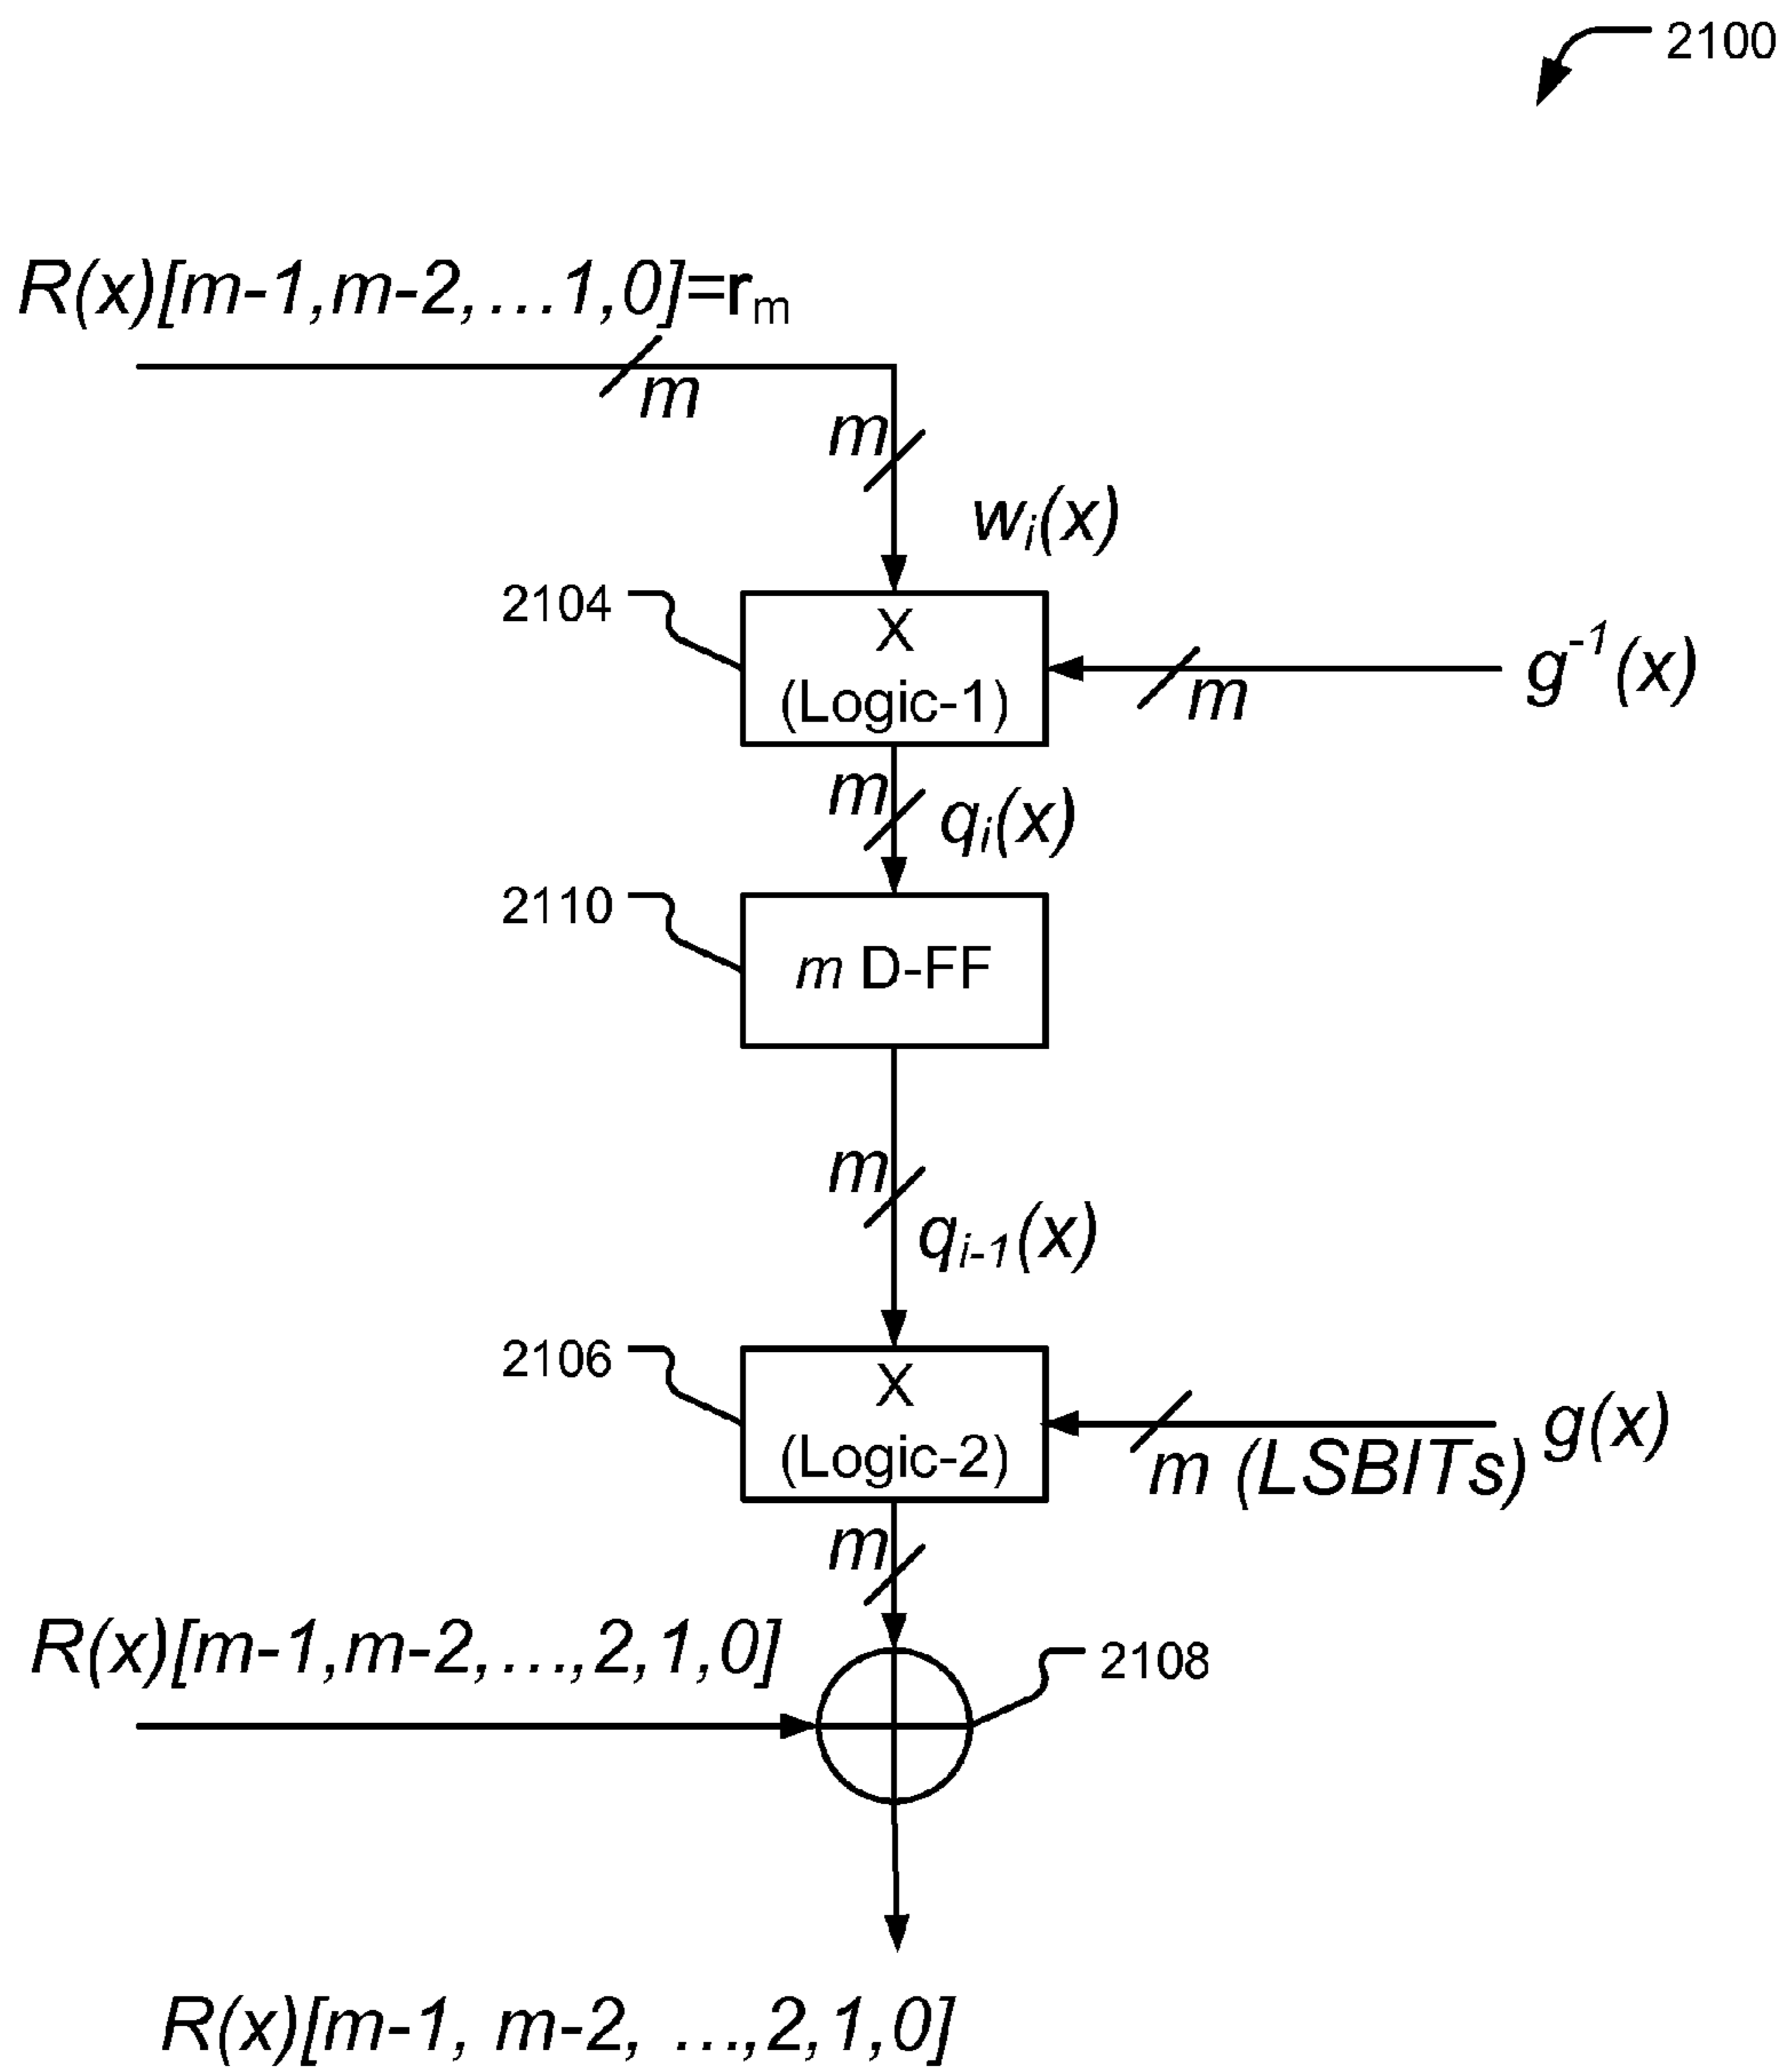 2100
R(x)[m-1,m-2,...1,0]=rₘ
m
m
wᵢ(x)
2104
X
(Logic-1)
m
g⁻¹(x)
m
qᵢ(x)
2110
m D-FF
m
qᵢ₋₁(x)
2106
X
(Logic-2)
m (LSBITs)
g(x)
m
R(x)[m-1,m-2,...,2,1,0]
2108
R(x)[m-1, m-2, ...,2,1,0]